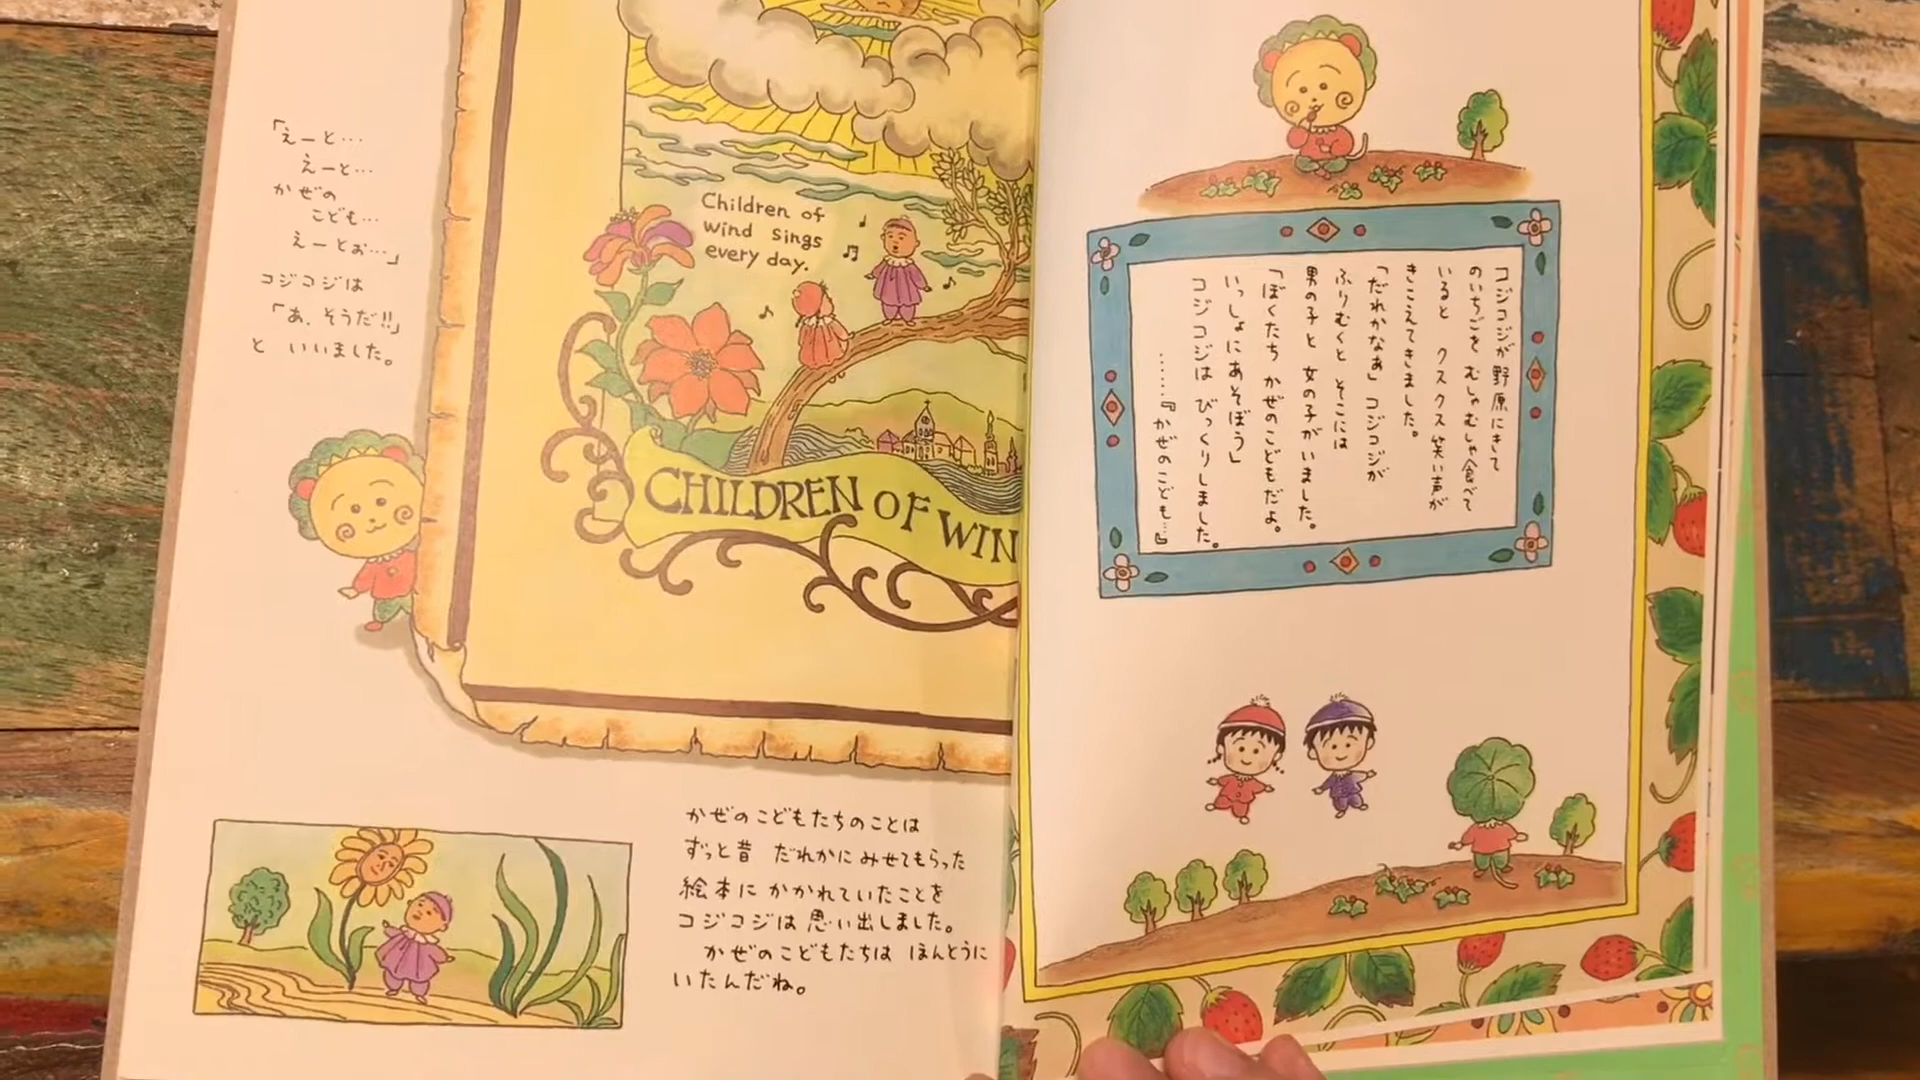 コジコジが 野原にきて
のいちごを むしゃむしゃ食べて
いると クスクス 笑い声が
きこえてきました。
「だれかなぁ」 コジコジが
ふりむくと そこには
男の子と 女の子がいました。
「ぼくたち かぜのこどもだよ。
いっしょにあそぼう」
コジコジは びっくりしました。
……『かぜのこども…』
「えーと…
えーと…
かぜの
こども…
えーとぉ…」
コジコジは
「あ、そうだ!!」
と いいました。
Children of
wind sings
every day.
CHILDREN OF WIN
かぜのこどもたちのことは
ずっと昔 だれかに みせてもらった
絵本に かかれていたことを
コジコジは 思い出しました。
かぜのこどもたちは ほんとうに
いたんだね。